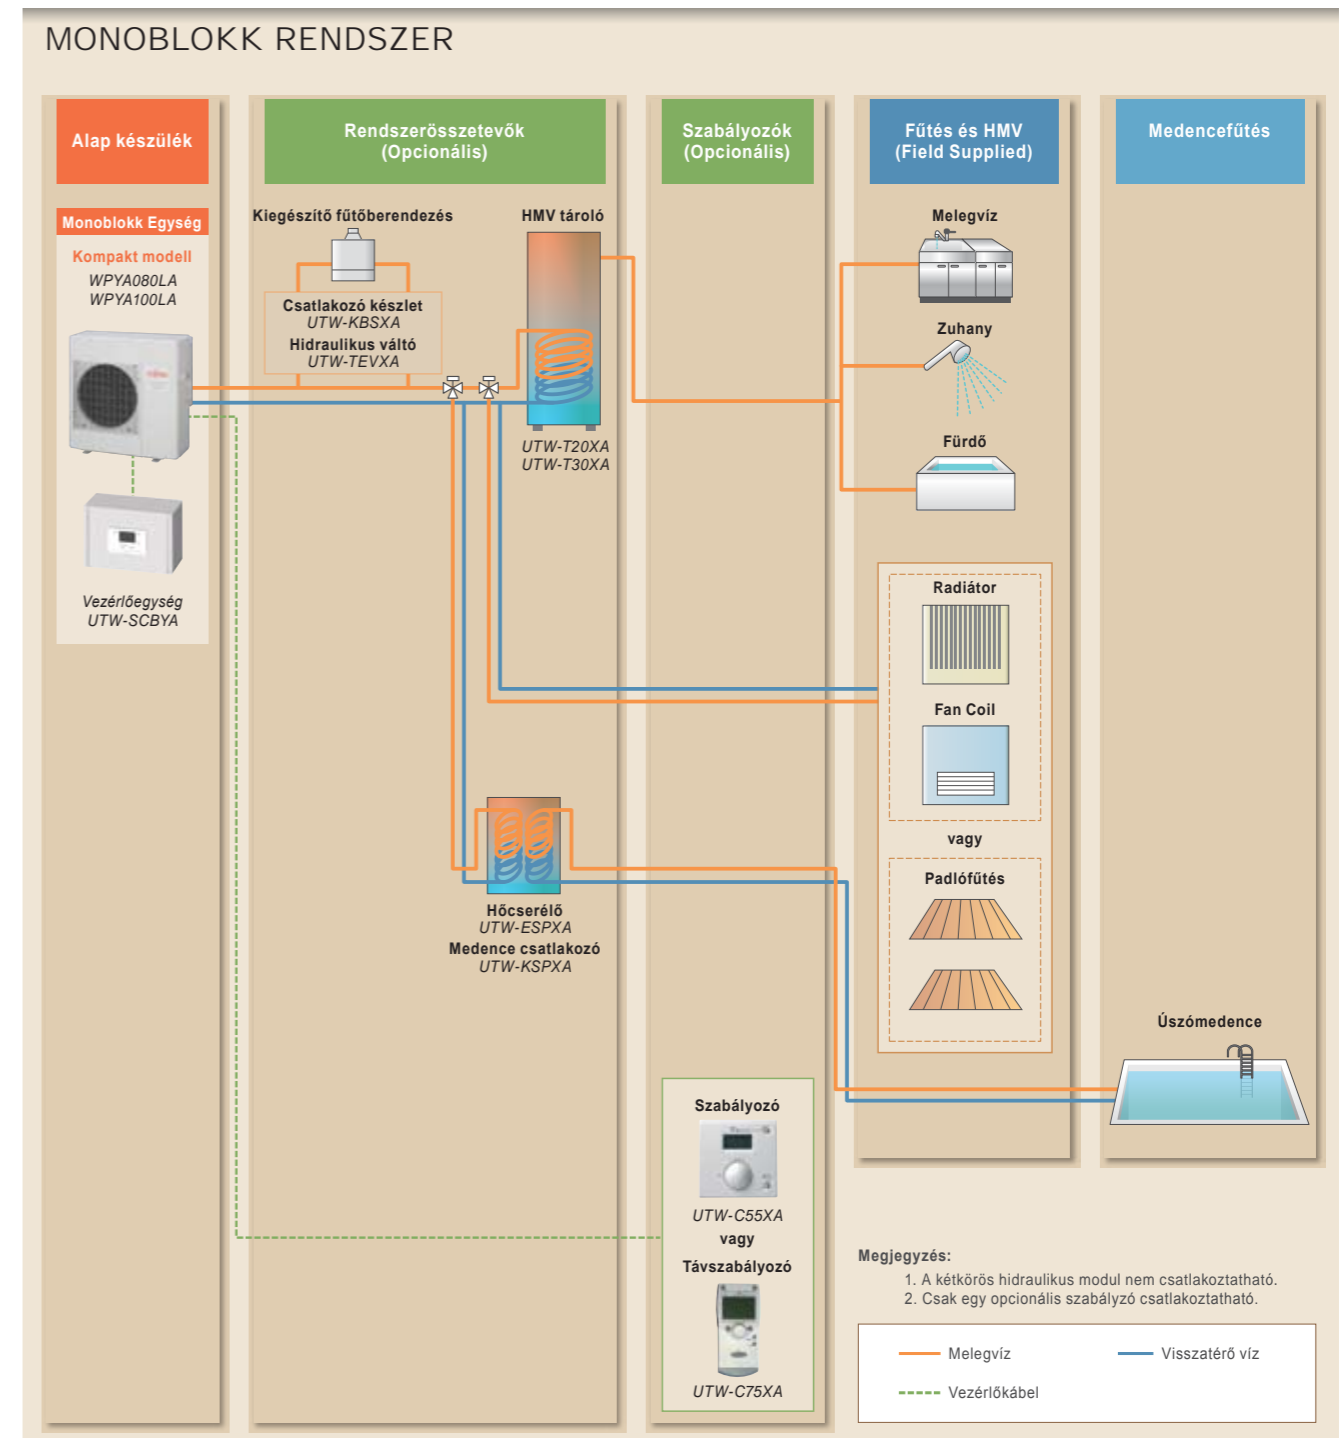 MONOBLOKK RENDSZER
Alap készülék
Rendszerösszetevők
(Opcionális)
Szabályozók
(Opcionális)
Fűtés és HMV
(Field Supplied)
Medencefűtés
Monoblokk Egység
Kompakt modell
WPYA080LA
WPYA100LA
Vezérlőegység
UTW-SCBYA
Kiegészítő fűtőberendezés
Csatlakozó készlet
UTW-KBSXA
Hidraulikus váltó
UTW-TEVXA
HMV tároló
UTW-T20XA
UTW-T30XA
Hőcserélő
UTW-ESPXA
Medence csatlakozó
UTW-KSPXA
Szabályozó
UTW-C55XA
vagy
Távszabályozó
UTW-C75XA
Melegvíz
Zuhany
Fürdő
Radiátor
Fan Coil
vagy
Padlófűtés
Úszómedence
Megjegyzés:
1. A kétkörös hidraulikus modul nem csatlakoztatható.
2. Csak egy opcionális szabályzó csatlakoztatható.
Melegvíz
Visszatérő víz
Vezérlőkábel